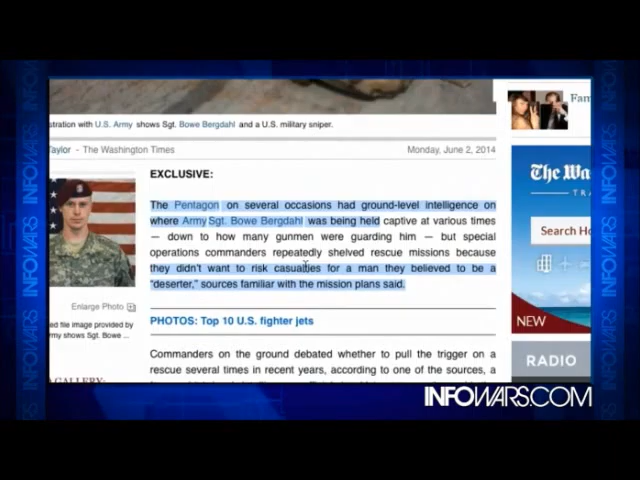 INFOWARS
stration with U.S. Army shows Sgt. Bowe Bergdahl and a U.S. military sniper.
Taylor - The Washington Times
Monday, June 2, 2014
EXCLUSIVE:
The Pentagon on several occasions had ground-level intelligence on
where Army Sgt. Bowe Bergdahl was being held captive at various times
— down to how many gunmen were guarding him — but special
operations commanders repeatedly shelved rescue missions because
they didn't want to risk casualties for a man they believed to be a
"deserter," sources familiar with the mission plans said.
Enlarge Photo
ed file image provided by
my shows Sgt. Bowe ...
PHOTOS: Top 10 U.S. fighter jets
Commanders on the ground debated whether to pull the trigger on a
rescue several times in recent years, according to one of the sources, a
GALLERY:
Fam
The Wa
TRA
Search Ho
NEW
RADIO
INFOWARS
INFOWARS.COM